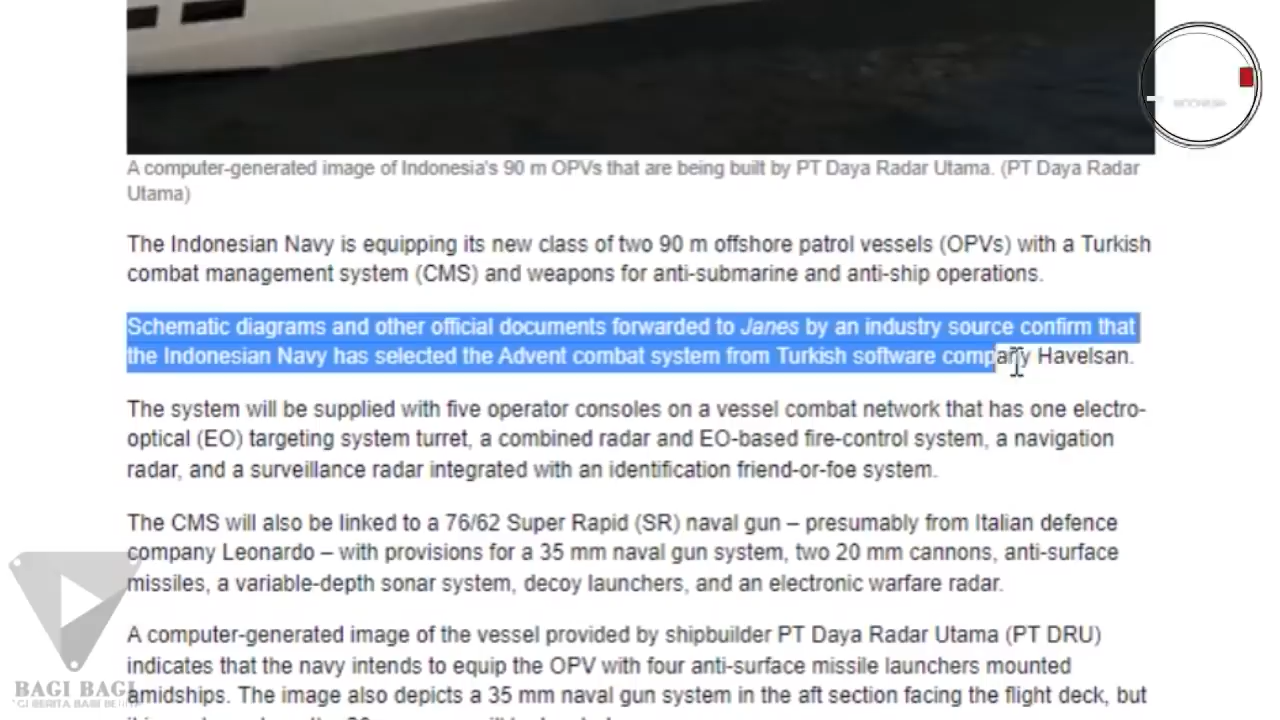 A computer-generated image of Indonesia's 90 m OPVs that are being built by PT Daya Radar Utama. (PT Daya Radar
Utama)
The Indonesian Navy is equipping its new class of two 90 m offshore patrol vessels (OPVs) with a Turkish
combat management system (CMS) and weapons for anti-submarine and anti-ship operations.
Schematic diagrams and other official documents forwarded to Janes by an industry source confirm that
the Indonesian Navy has selected the Advent combat system from Turkish software company Havelsan.
The system will be supplied with five operator consoles on a vessel combat network that has one electro-
optical (EO) targeting system turret, a combined radar and EO-based fire-control system, a navigation
radar, and a surveillance radar integrated with an identification friend-or-foe system.
The CMS will also be linked to a 76/62 Super Rapid (SR) naval gun – presumably from Italian defence
company Leonardo – with provisions for a 35 mm naval gun system, two 20 mm cannons, anti-surface
missiles, a variable-depth sonar system, decoy launchers, and an electronic warfare radar.
A computer-generated image of the vessel provided by shipbuilder PT Daya Radar Utama (PT DRU)
indicates that the navy intends to equip the OPV with four anti-surface missile launchers mounted
amidships. The image also depicts a 35 mm naval gun system in the aft section facing the flight deck, but
BAGI BAGI